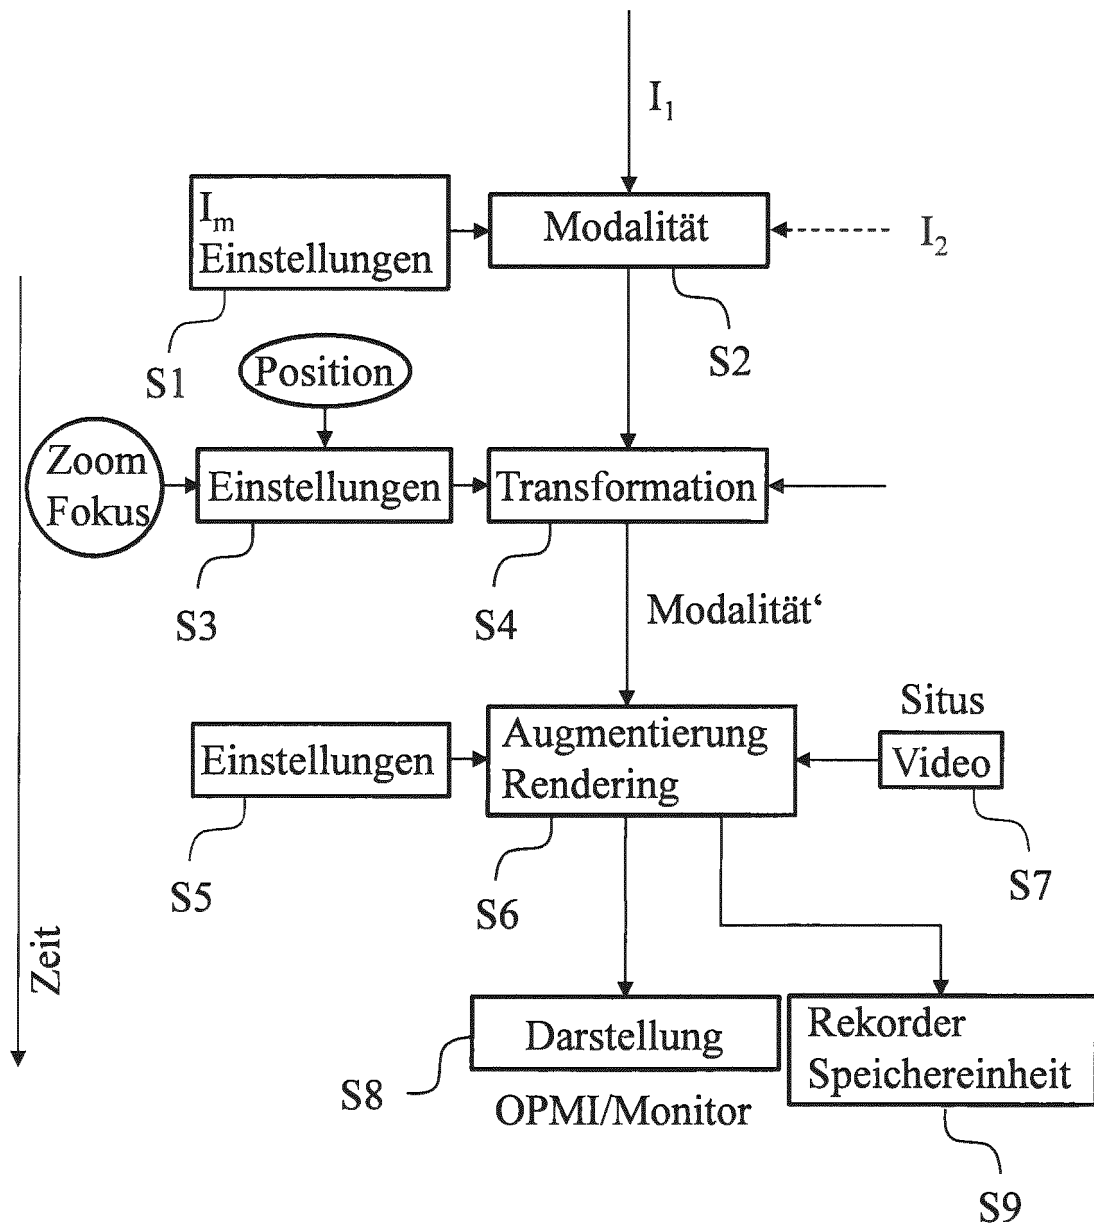 I₁
Iₘ
Einstellungen
Modalität
I₂
S1
S2
Position
Zoom
Fokus
Einstellungen
Transformation
S3
S4
Modalität‘
Situs
Einstellungen
Augmentierung
Rendering
Video
S5
S6
S7
Zeit
Darstellung
Rekorder
Speichereinheit
S8
OPMI/Monitor
S9